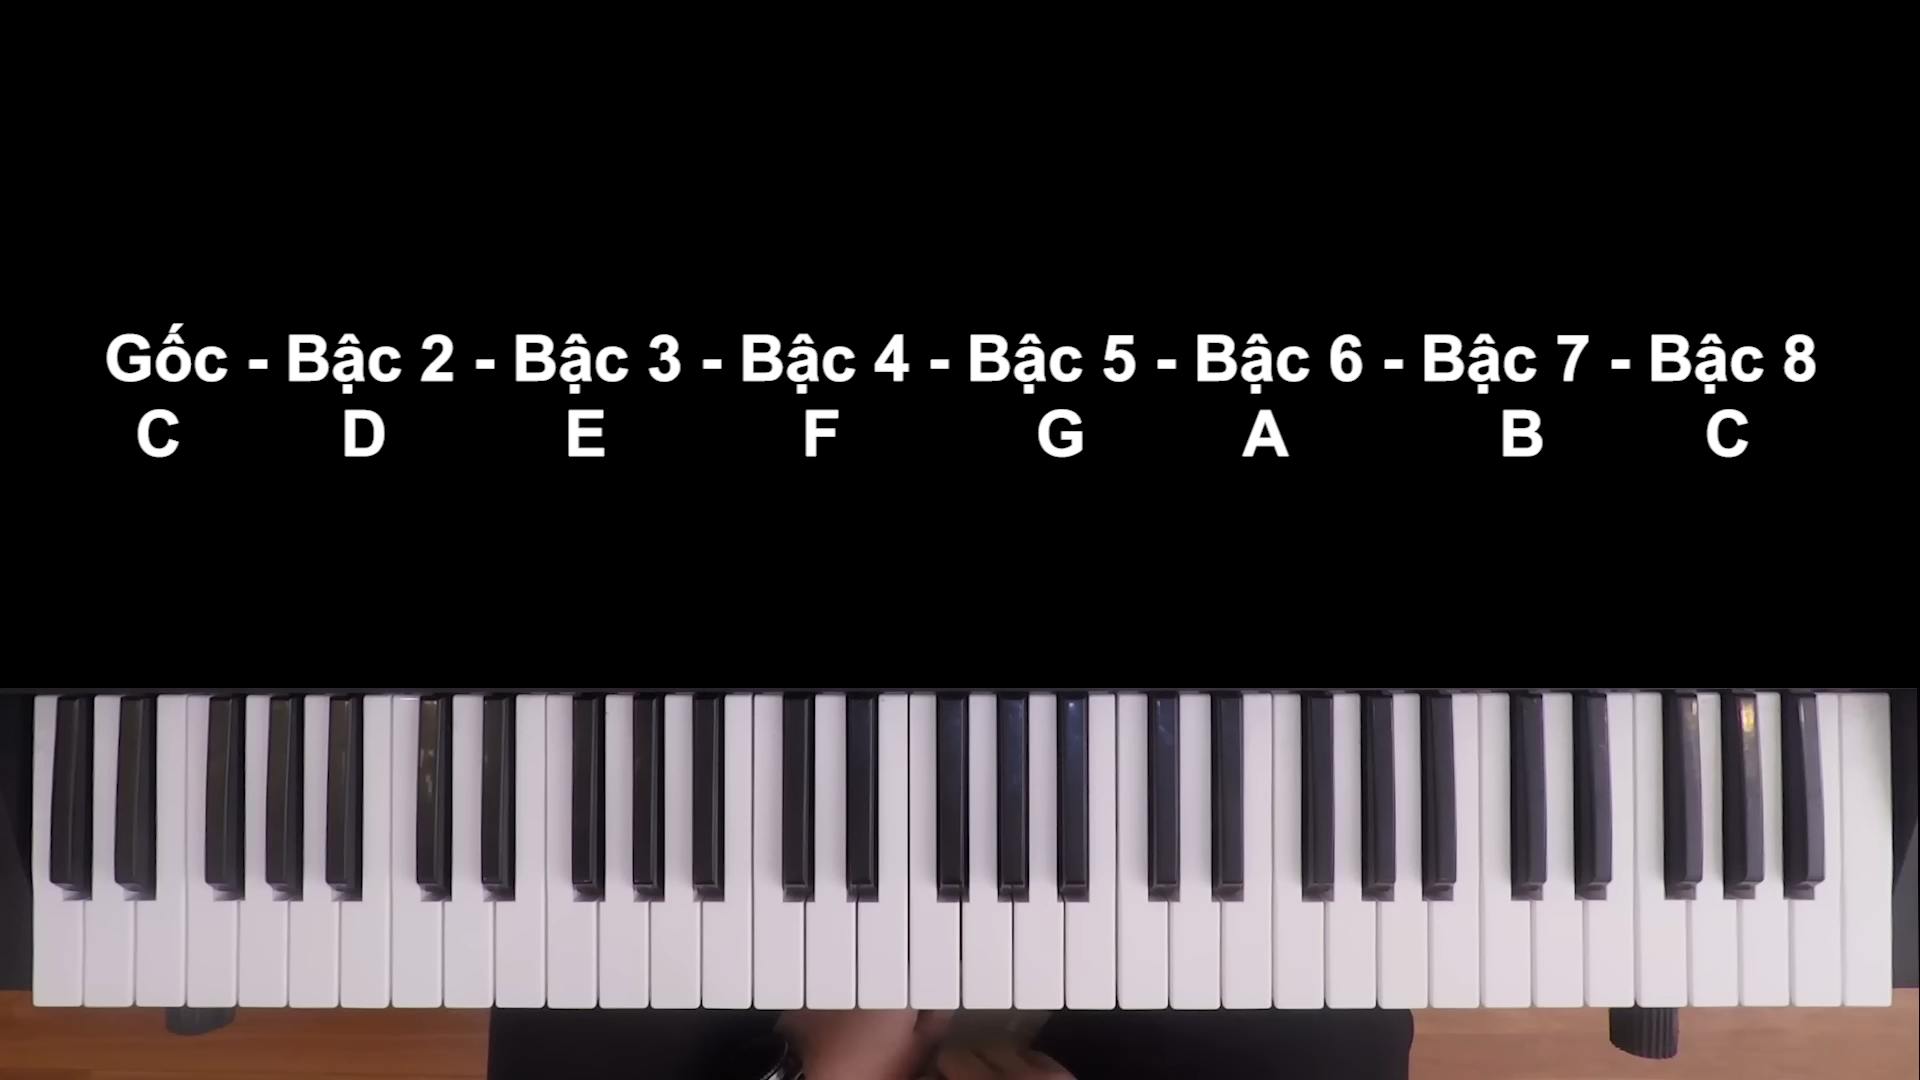 Gốc - Bậc 2 - Bậc 3 - Bậc 4 - Bậc 5 - Bậc 6 - Bậc 7 - Bậc 8
C D E F G A B C